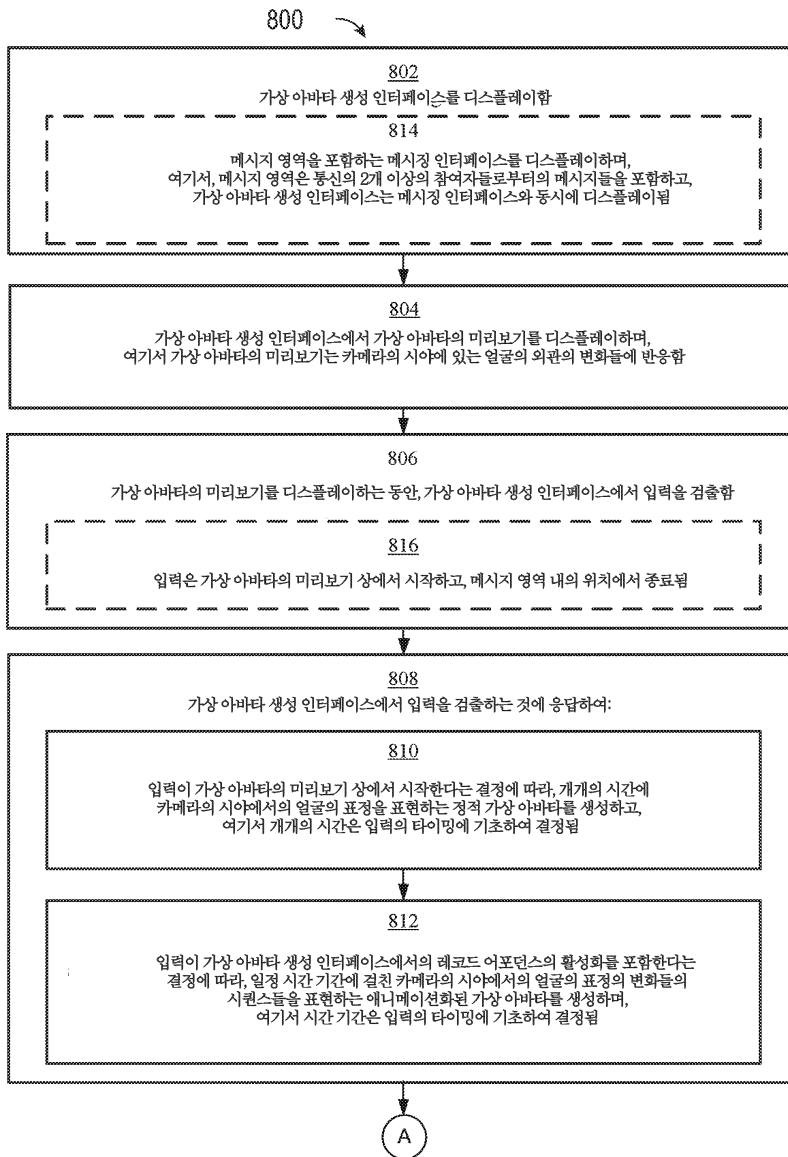 800
802
가상 아바타 생성 인터페이스를 디스플레이함
814
메시지 영역을 포함하는 메시징 인터페이스를 디스플레이하며,
여기서, 메시지 영역은 통신의 2개 이상의 참여자들로부터의 메시지들을 포함하고,
가상 아바타 생성 인터페이스는 메시징 인터페이스와 동시에 디스플레이됨
804
가상 아바타 생성 인터페이스에서 가상 아바타의 미리보기를 디스플레이하며,
여기서 가상 아바타의 미리보기는 카메라의 시야에 있는 얼굴의 외관의 변화들에 반응함
806
가상 아바타의 미리보기를 디스플레이하는 동안, 가상 아바타 생성 인터페이스에서 입력을 검출함
816
입력은 가상 아바타의 미리보기 상에서 시작하고, 메시지 영역 내의 위치에서 종료됨
808
가상 아바타 생성 인터페이스에서 입력을 검출하는 것에 응답하여:
810
입력이 가상 아바타의 미리보기 상에서 시작한다는 결정에 따라, 개개의 시간에
카메라의 시야에서의 얼굴의 표정을 표현하는 정적 가상 아바타를 생성하고,
여기서 개개의 시간은 입력의 타이밍에 기초하여 결정됨
812
입력이 가상 아바타 생성 인터페이스에서의 레코드 어포던스의 활성화를 포함한다는
결정에 따라, 일정 시간 기간에 걸친 카메라의 시야에서의 얼굴의 표정의 변화들의
시퀀스들을 표현하는 애니메이션화된 가상 아바타를 생성하며,
여기서 시간 기간은 입력의 타이밍에 기초하여 결정됨
A